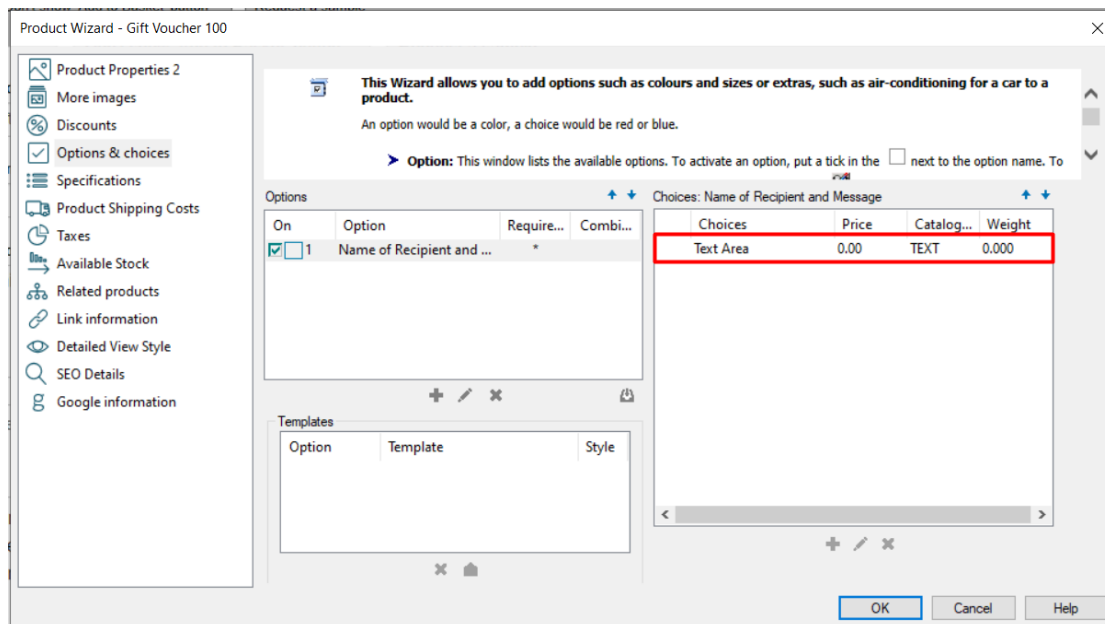 Product Wizard - Gift Voucher 100
Product Properties 2
More images
Discounts
Options & choices
Specifications
Product Shipping Costs
Taxes
Available Stock
Related products
Link information
Detailed View Style
SEO Details
Google information
This Wizard allows you to add options such as colours and sizes or extras, such as air-conditioning for a car to a
product.
An option would be a color, a choice would be red or blue.
Option: This window lists the available options. To activate an option, put a tick in the next to the option name. To
Options
On Option Require... Combi...
1 Name of Recipient and ... *
Templates
Option Template Style
Choices: Name of Recipient and Message
Choices Price Catalog... Weight
Text Area 0.00 TEXT 0.000
OK Cancel Help